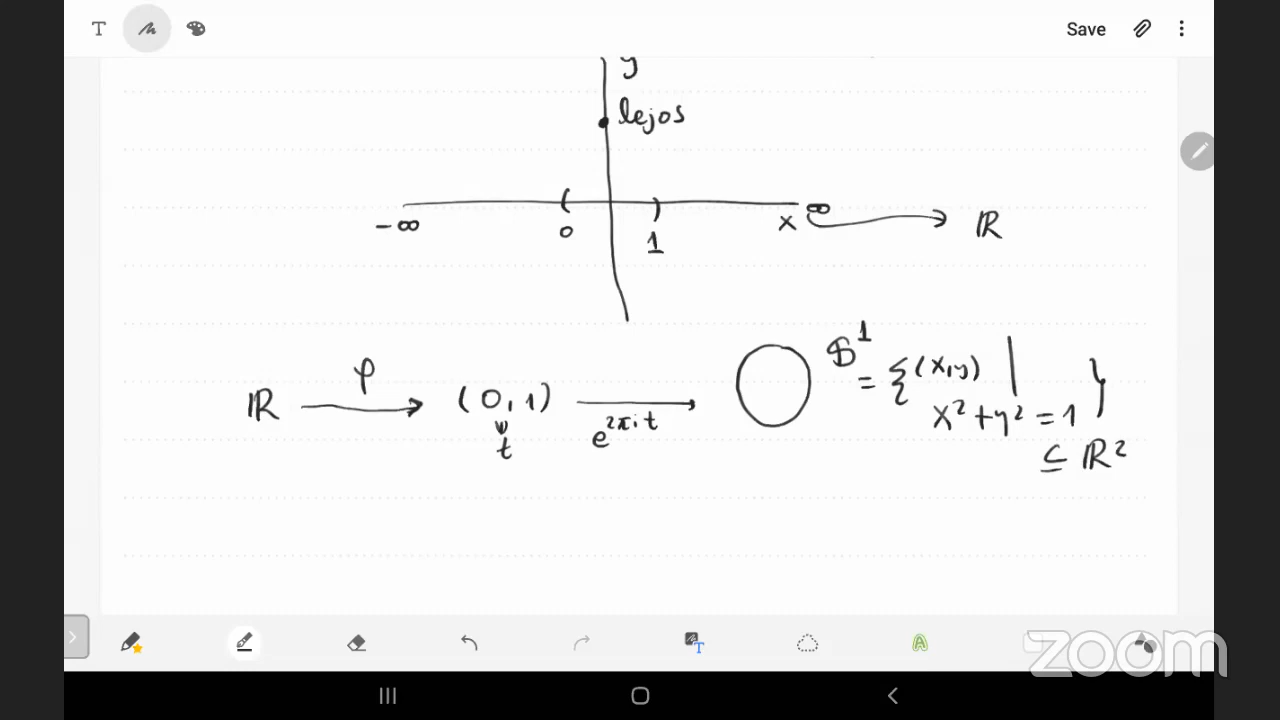 T Save
y
lejos
-∞ 0 1 x ∞ ℝ
ℝ φ (0,1) e^{2πit} 𝕊^1 = {(x,y) | x²+y²=1} ⊆ ℝ²
t
T A
zoom